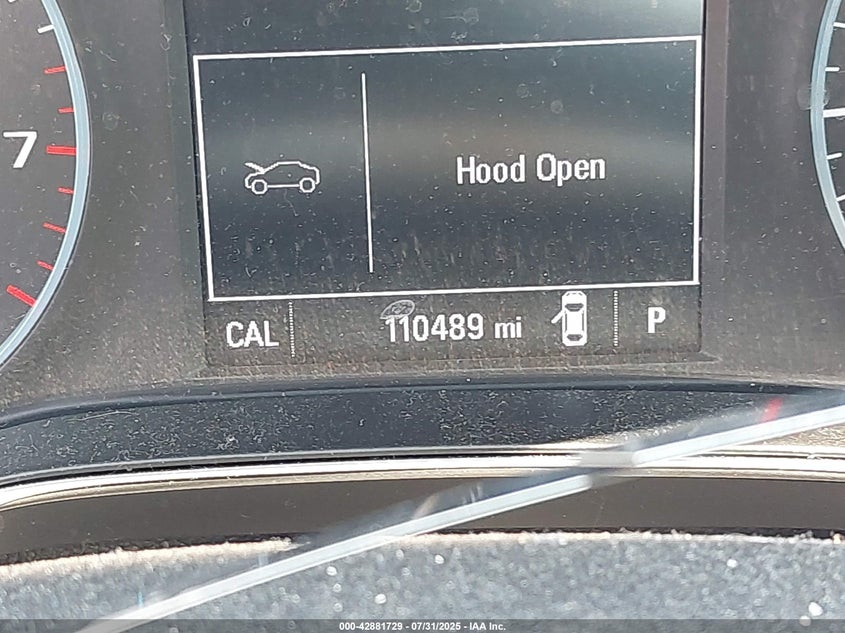 7
Hood Open
CAL
110489 mi
P
000-42881729 - 07/31/2025 - IAA Inc.